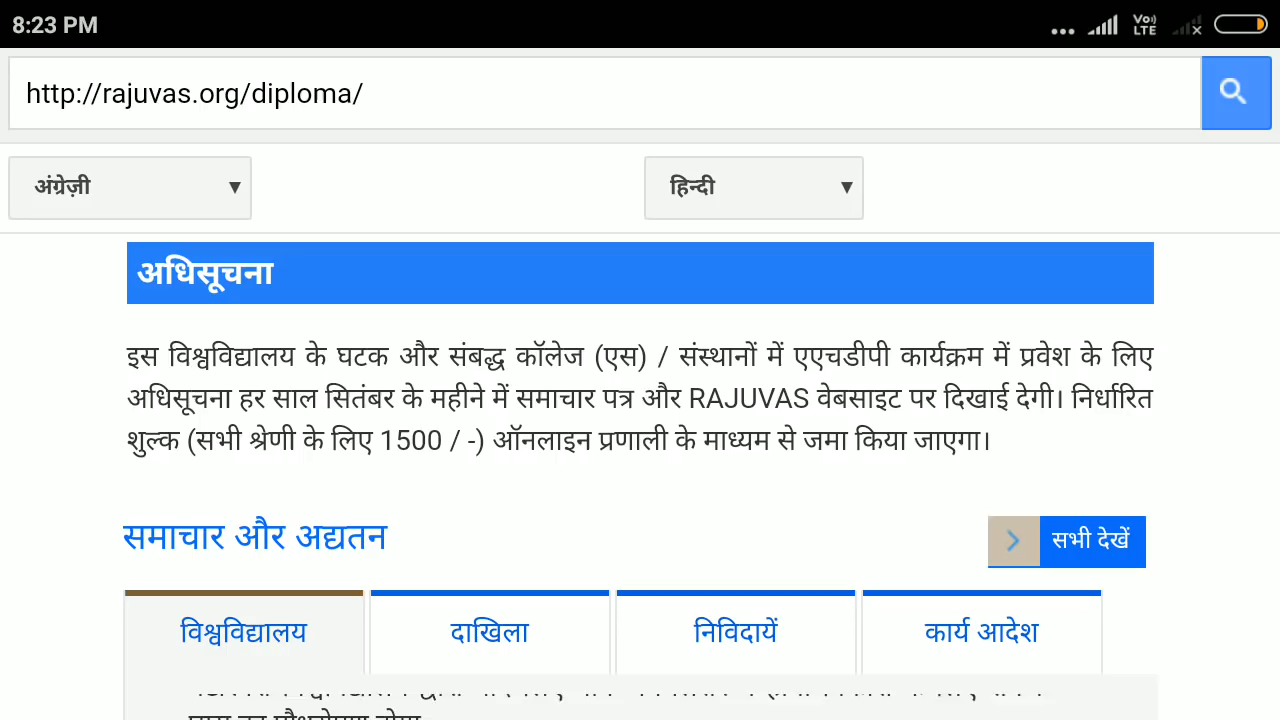 8:23 PM
Vo)) LTE
http://rajuvas.org/diploma/
अंग्रेज़ी ▼
हिन्दी ▼
अधिसूचना
इस विश्वविद्यालय के घटक और संबद्ध कॉलेज (एस) / संस्थानों में एएचडीपी कार्यक्रम में प्रवेश के लिए
अधिसूचना हर साल सितंबर के महीने में समाचार पत्र और RAJUVAS वेबसाइट पर दिखाई देगी। निर्धारित
शुल्क (सभी श्रेणी के लिए 1500 / -) ऑनलाइन प्रणाली के माध्यम से जमा किया जाएगा।
समाचार और अद्यतन
सभी देखें
विश्वविद्यालय
दाखिला
निविदायें
कार्य आदेश